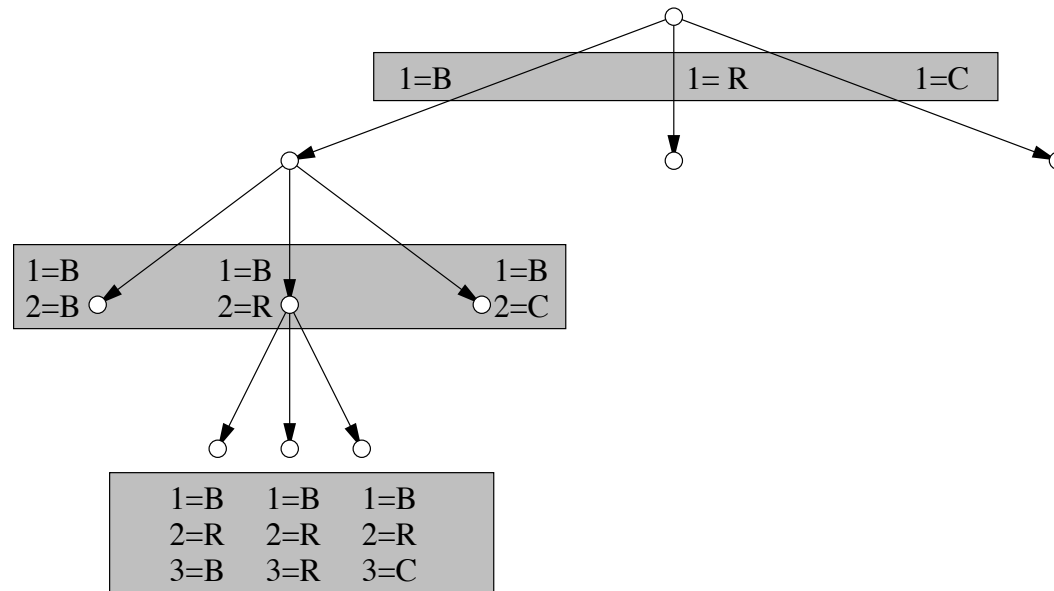 1=B 1= R 1=C
1=B 1=B 1=B
2=B 2=R 2=C
1=B 1=B 1=B
2=R 2=R 2=R
3=B 3=R 3=C